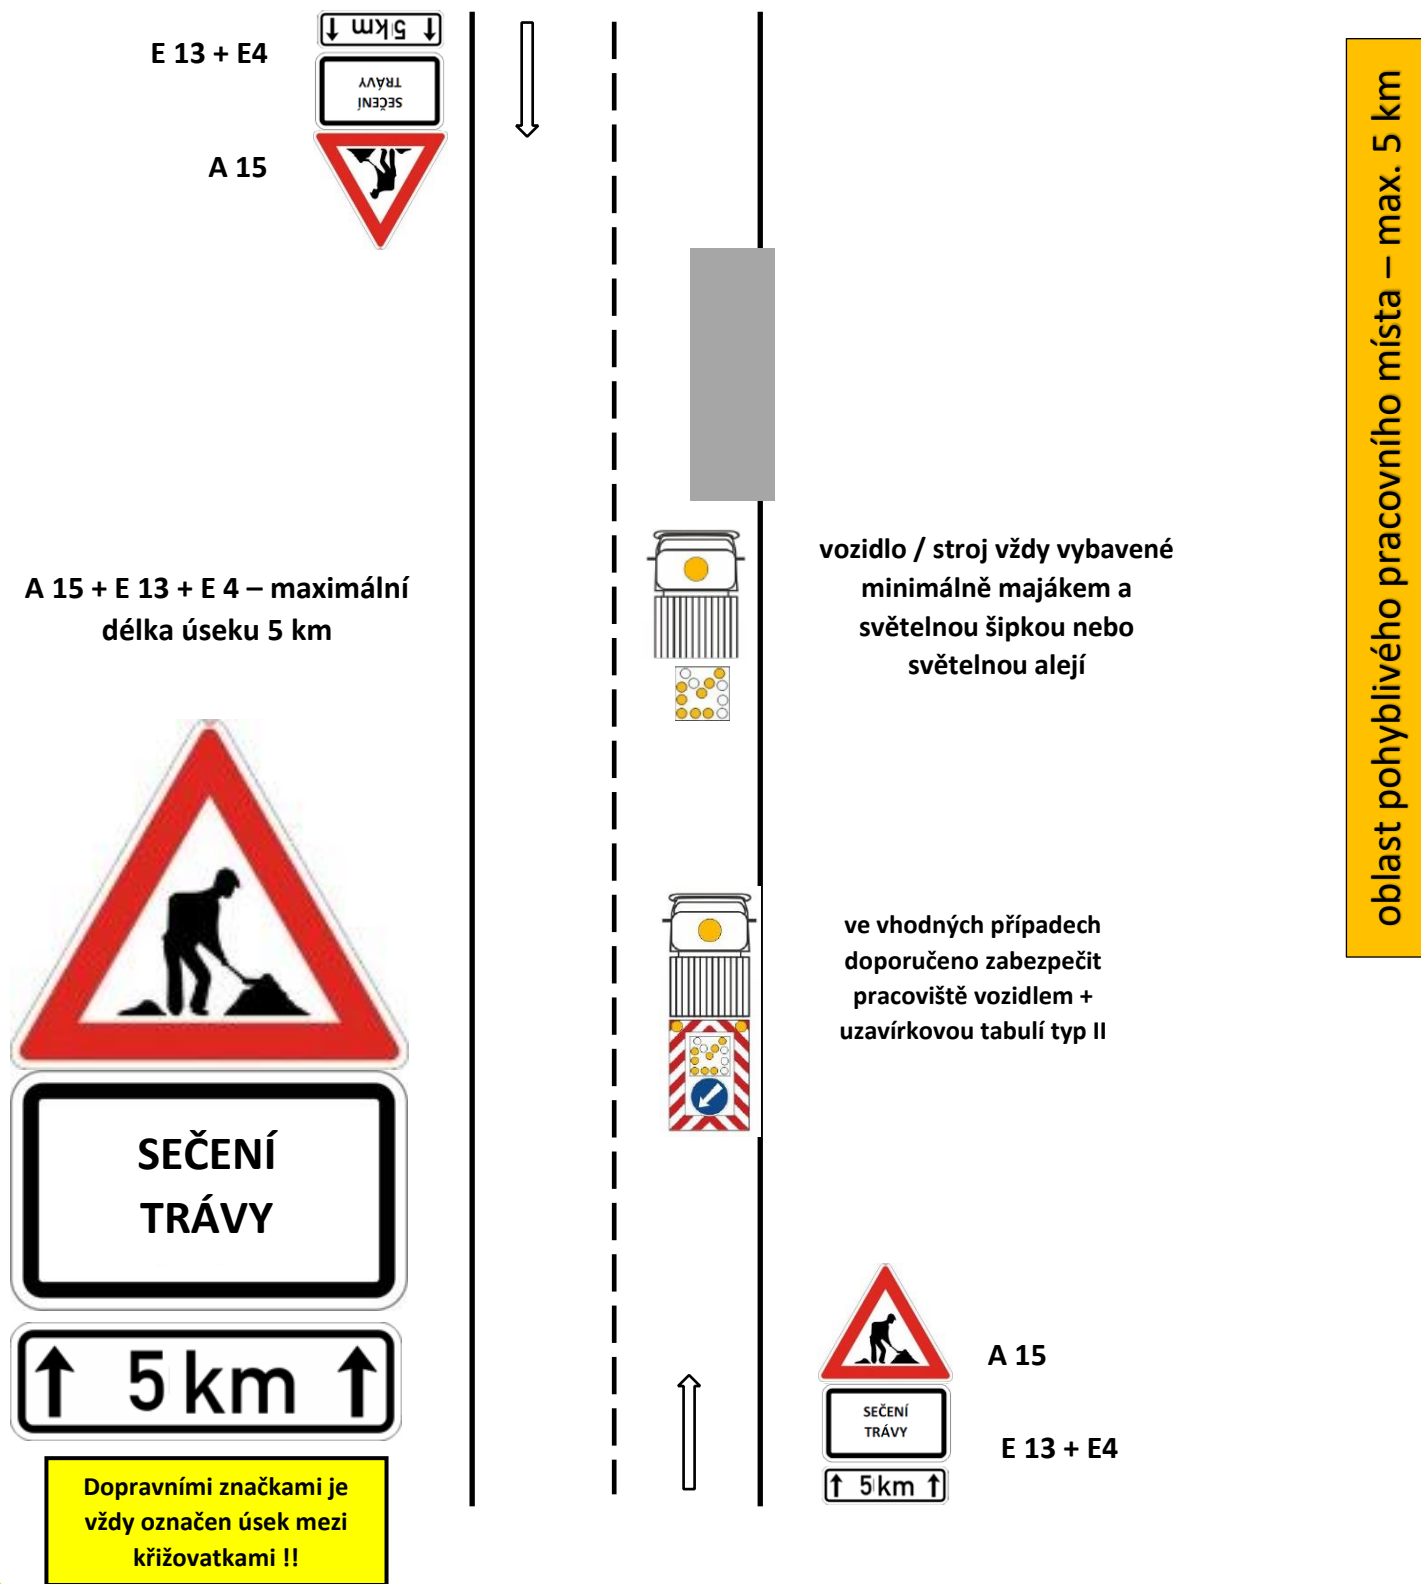 E 13 + E4
A 15
5 km
SEČENÍ
TRÁVY
oblast pohyblivého pracovního místa – max. 5 km
A 15 + E 13 + E 4 – maximální
délka úseku 5 km
vozidlo / stroj vždy vybavené
minimálně majákem a
světelnou šipkou nebo
světelnou alejí
ve vhodných případech
doporučeno zabezpečit
pracoviště vozidlem +
uzavírkovou tabulí typ II
SEČENÍ
TRÁVY
5 km
Dopravními značkami je
vždy označen úsek mezi
křižovatkami !!
A 15
SEČENÍ
TRÁVY
E 13 + E4
5 km